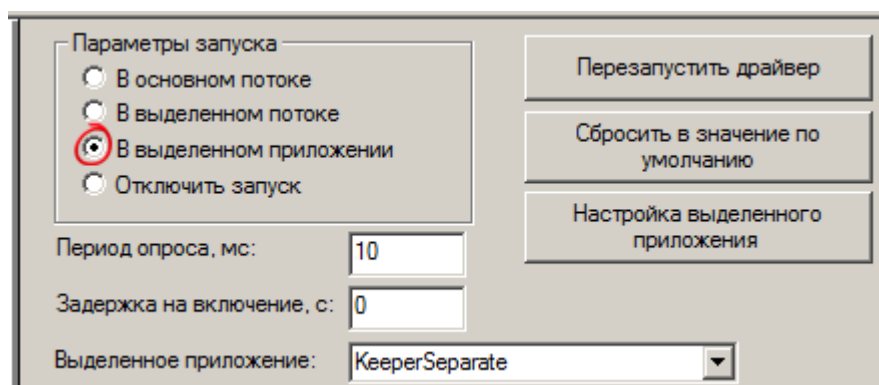 Параметры запуска
В основном потоке
В выделенном потоке
В выделенном приложении
Отключить запуск
Перезапустить драйвер
Сбросить в значение по
умолчанию
Настройка выделенного
приложения
Период опроса, мс: 10
Задержка на включение, с: 0
Выделенное приложение: KeeperSeparate